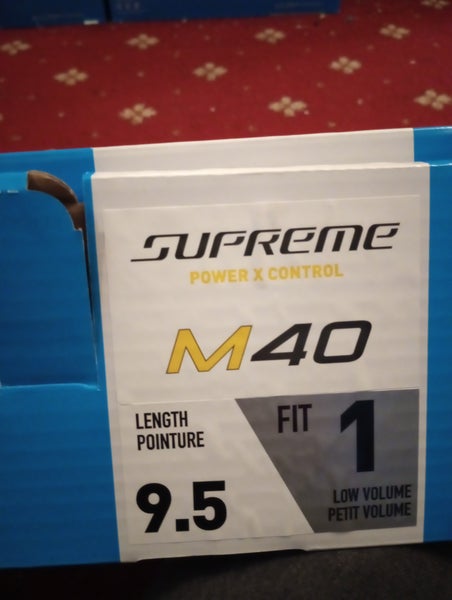 SUPREME
POWER X CONTROL
M40
LENGTH
POINTURE
9.5
FIT 1
LOW VOLUME
PETIT VOLUME